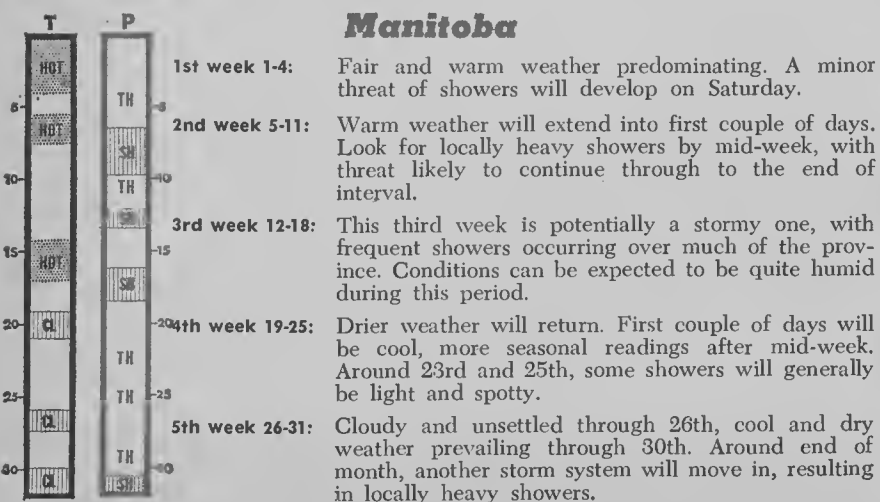 T P Manitoba
HOT
TH
5 5
HOT
SH
10 10
TH
SH
15 15
HOT
SH
20 20
CL
TH
25 25
TH
CL
TH
30 30
CL
SH
1st week 1-4: Fair and warm weather predominating. A minor
threat of showers will develop on Saturday.
2nd week 5-11: Warm weather will extend into first couple of days.
Look for locally heavy showers by mid-week, with
threat likely to continue through to the end of
interval.
3rd week 12-18: This third week is potentially a stormy one, with
frequent showers occurring over much of the prov-
ince. Conditions can be expected to be quite humid
during this period.
4th week 19-25: Drier weather will return. First couple of days will
be cool, more seasonal readings after mid-week.
Around 23rd and 25th, some showers will generally
be light and spotty.
5th week 26-31: Cloudy and unsettled through 26th, cool and dry
weather prevailing through 30th. Around end of
month, another storm system will move in, resulting
in locally heavy showers.